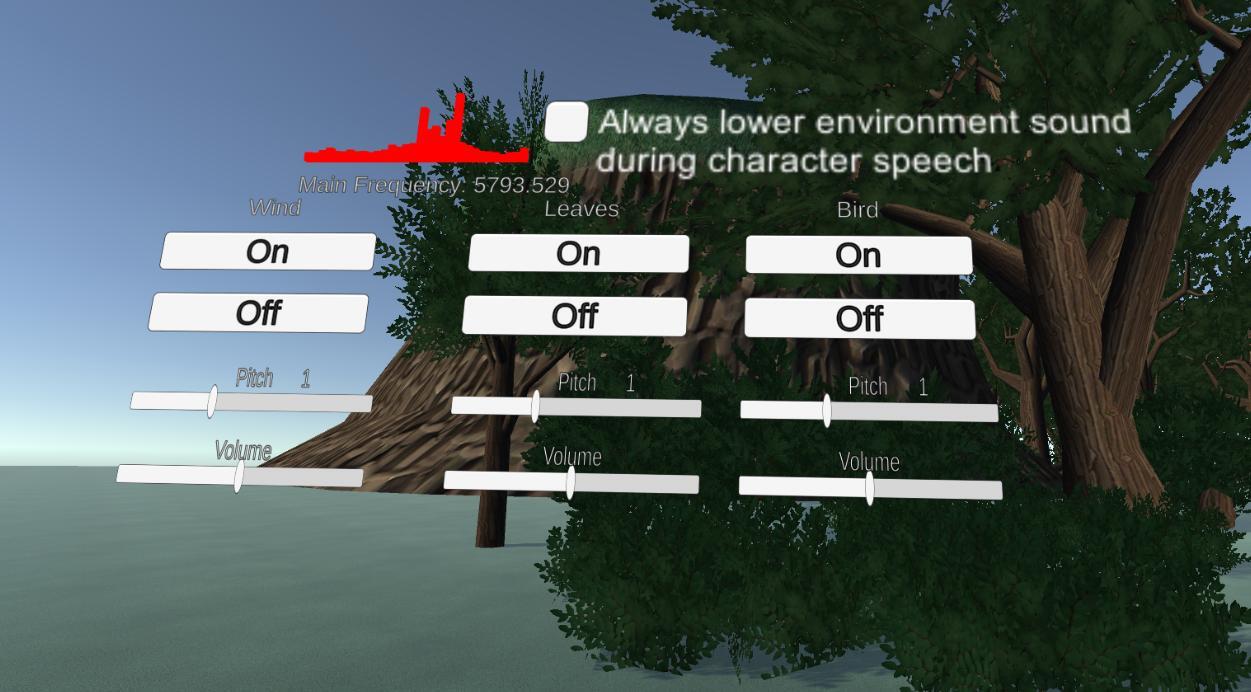 Always lower environment sound
during character speech
Main Frequency: 5793.529
Wind Leaves Bird
On On On
Off Off Off
Pitch 1 Pitch 1 Pitch 1
Volume Volume Volume